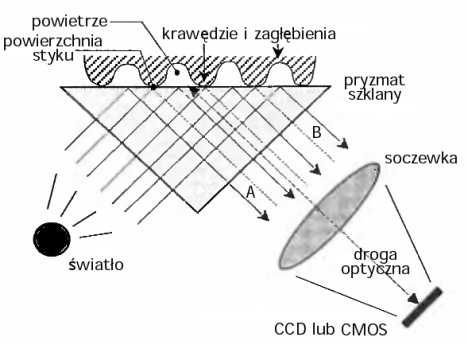 powietrze
powierzchnia
styku
krawędzie i zagłębienia
pryzmat
szklany
B
soczewka
A
światło
droga
optyczna
CCD lub CMOS